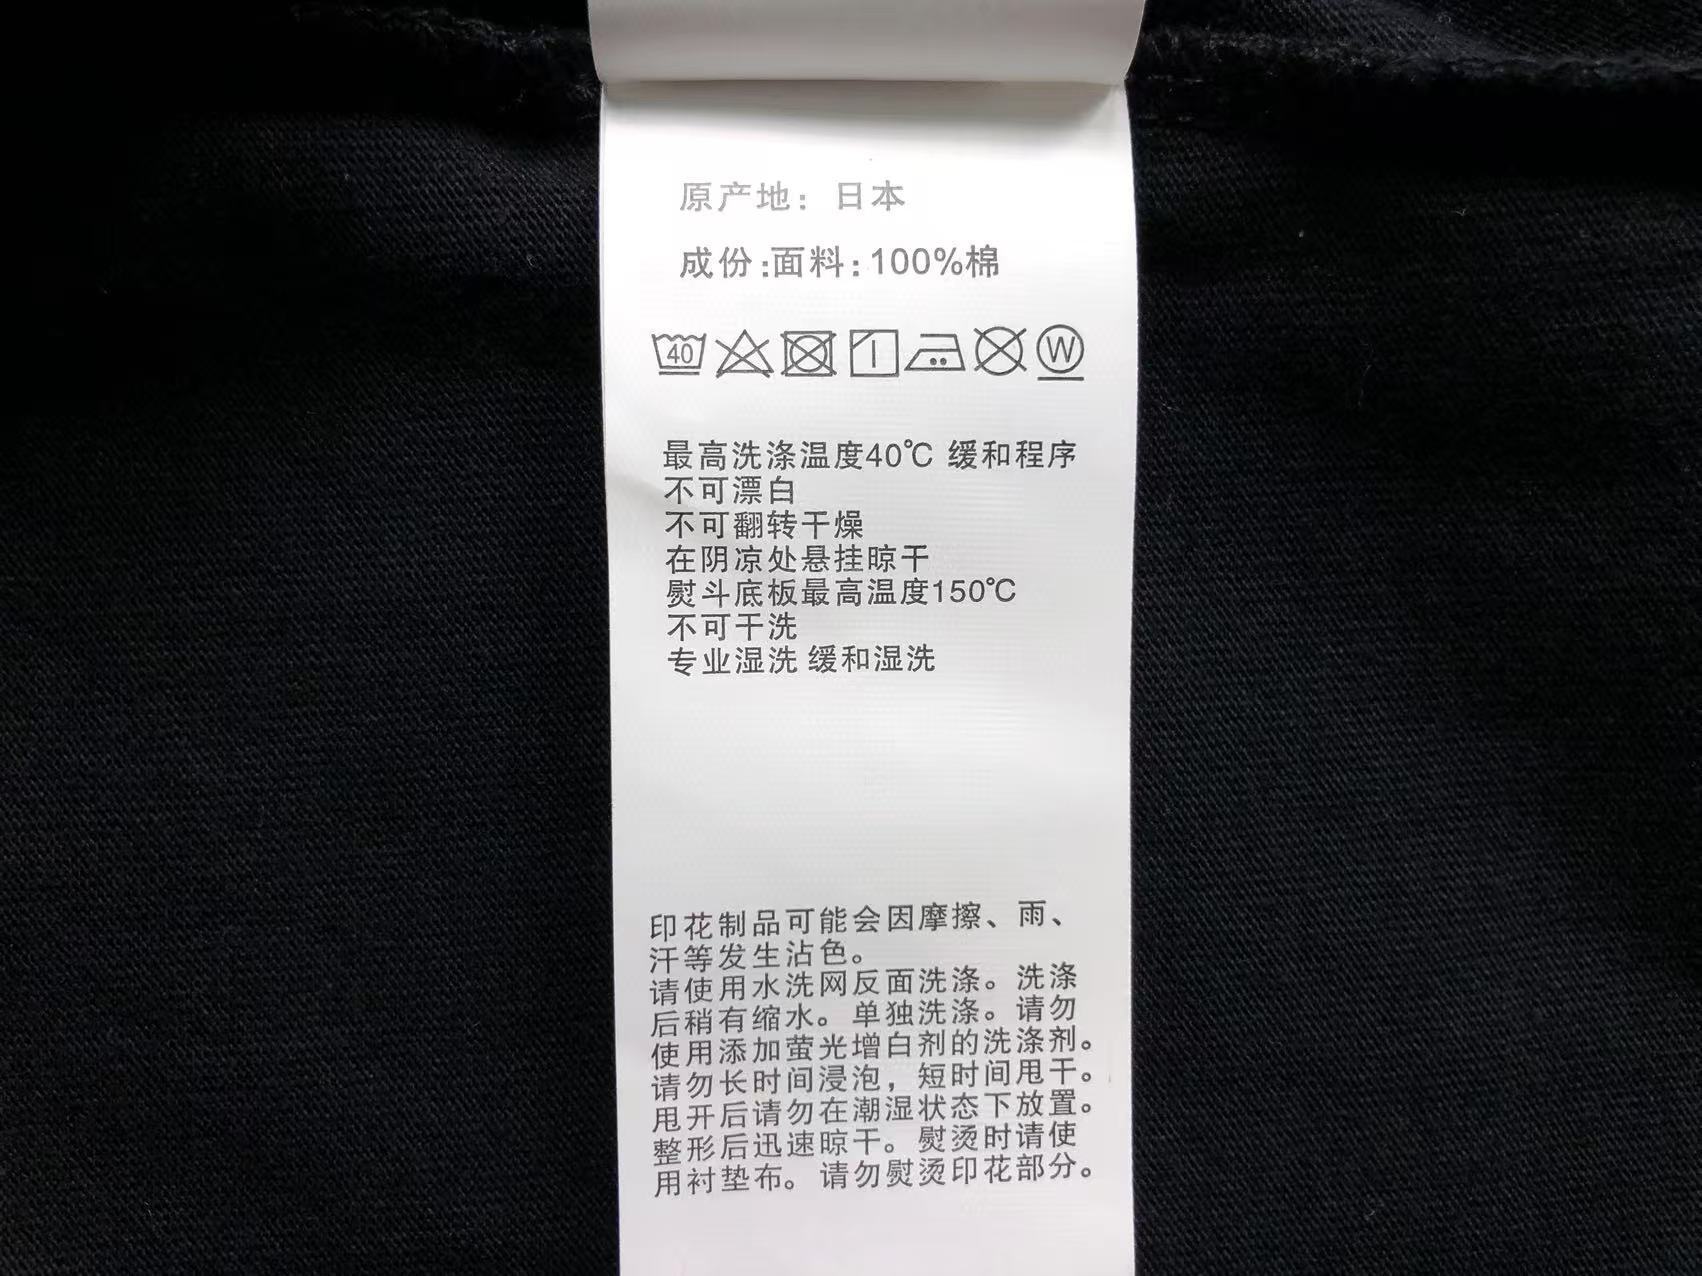 原产地：日本
成份:面料:100%棉
40 W
最高洗涤温度40℃ 缓和程序
不可漂白
不可翻转干燥
在阴凉处悬挂晾干
熨斗底板最高温度150℃
不可干洗
专业湿洗 缓和湿洗
印花制品可能会因摩擦、雨、
汗等发生沾色。
请使用水洗网反面洗涤。洗涤
后稍有缩水。单独洗涤。请勿
使用添加萤光增白剂的洗涤剂。
请勿长时间浸泡，短时间甩干。
甩开后请勿在潮湿状态下放置。
整形后迅速晾干。熨烫时请使
用衬垫布。请勿熨烫印花部分。